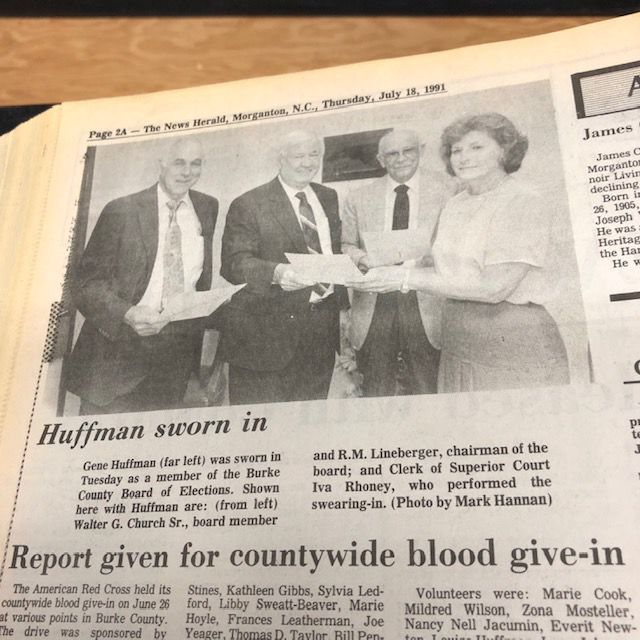 Page 2A — The News Herald, Morganton, N.C., Thursday, July 18, 1991
Huffman sworn in
Gene Huffman (far left) was sworn in
Tuesday as a member of the Burke
County Board of Elections. Shown
here with Huffman are: (from left)
Walter G. Church Sr., board member
and R.M. Lineberger, chairman of the
board; and Clerk of Superior Court
Iva Rhoney, who performed the
swearing-in. (Photo by Mark Hannan)
Report given for countywide blood give-in
The American Red Cross held its
countywide blood give-in on June 26
at various points in Burke County.
The drive was sponsored by
Stines, Kathleen Gibbs, Sylvia Led-
ford, Libby Sweatt-Beaver, Marie
Hoyle, Frances Leatherman, Joe
Yeager, Thomas D. Taylor, Bill Pen-
Volunteers were: Marie Cook,
Mildred Wilson, Zona Mosteller,
Nancy Nell Jacumin, Everit New-
James
James C
Morganton
noir Livin
declining
Born in
26, 1905,
Joseph
He was
Heritag
the Har
He w